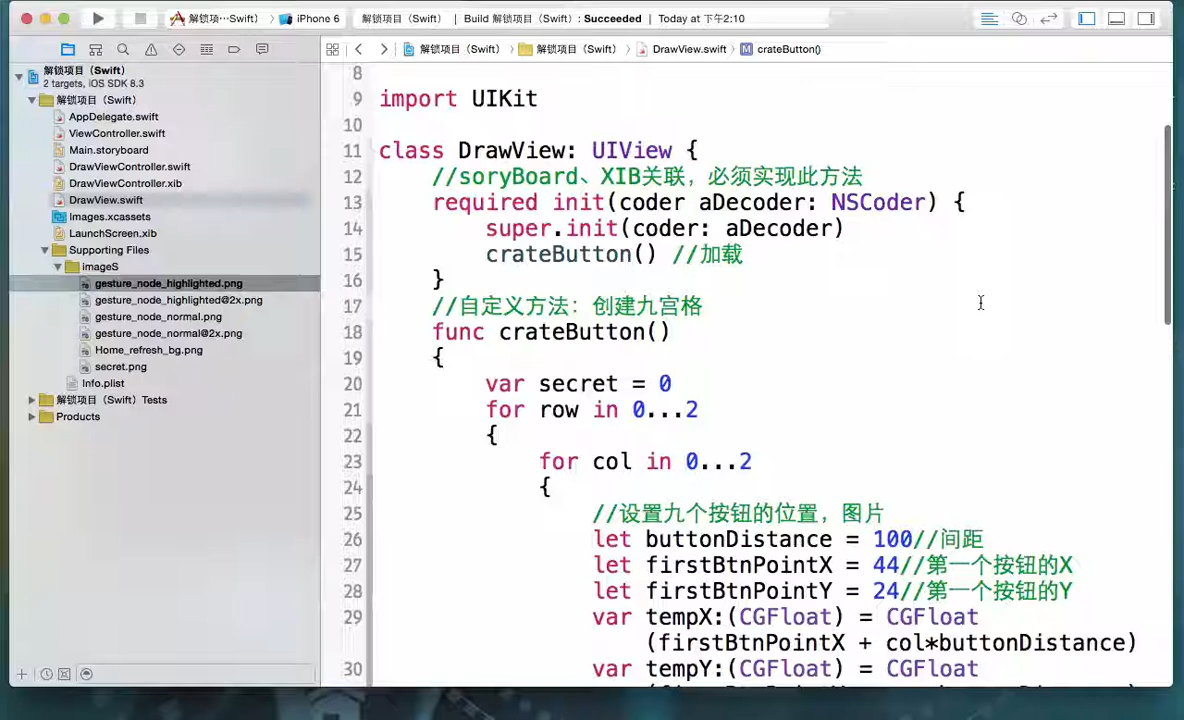 解锁项⋯Swift)
iPhone 6
解锁项目（Swift）
Build 解锁项目（Swift）: Succeeded
Today at 下午2:10
解锁项目（Swift）
解锁项目（Swift）
DrawView.swift
M crateButton()
解锁项目（Swift）
2 targets, iOS SDK 8.3
解锁项目（Swift）
AppDelegate.swift
ViewController.swift
Main.storyboard
DrawViewController.swift
DrawViewController.xib
DrawView.swift
Images.xcassets
LaunchScreen.xib
Supporting Files
imageS
gesture_node_highlighted.png
gesture_node_highlighted@2x.png
gesture_node_normal.png
gesture_node_normal@2x.png
Home_refresh_bg.png
secret.png
Info.plist
解锁项目（Swift）Tests
Products
8
9 import UIKit
10
11 class DrawView: UIView {
12 //soryBoard、XIB关联，必须实现此方法
13 required init(coder aDecoder: NSCoder) {
14 super.init(coder: aDecoder)
15 crateButton() //加载
16 }
17 //自定义方法：创建九宫格
18 func crateButton()
19 {
20 var secret = 0
21 for row in 0...2
22 {
23 for col in 0...2
24 {
25 //设置九个按钮的位置，图片
26 let buttonDistance = 100//间距
27 let firstBtnPointX = 44//第一个按钮的X
28 let firstBtnPointY = 24//第一个按钮的Y
29 var tempX:(CGFloat) = CGFloat
(firstBtnPointX + col*buttonDistance)
30 var tempY:(CGFloat) = CGFloat